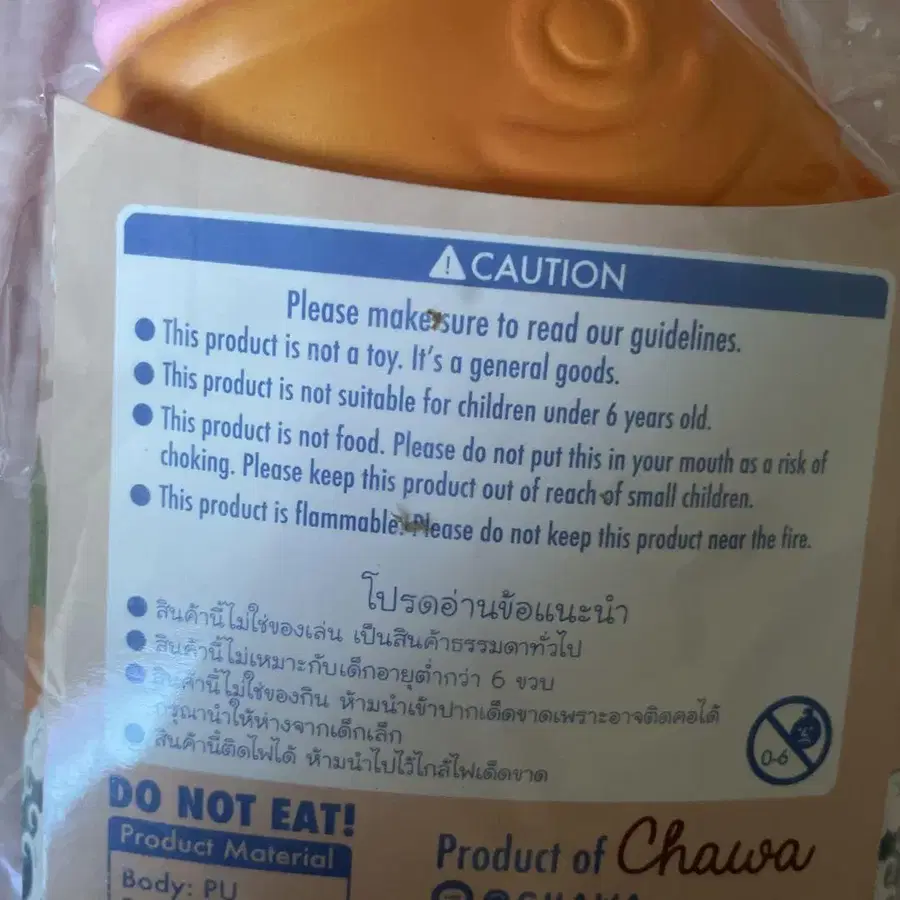 CAUTION
Please make sure to read our guidelines.
● This product is not a toy. It's a general goods.
● This product is not suitable for children under 6 years old.
● This product is not food. Please do not put this in your mouth as a risk of
choking. Please keep this product out of reach of small children.
● This product is flammable. Please do not keep this product near the fire.
โปรดอ่านข้อแนะนำ
● สินค้านี้ไม่ใช่ของเล่น เป็นสินค้าธรรมดาทั่วไป
● สินค้านี้ไม่เหมาะกับเด็กอายุต่ำกว่า 6 ขวบ
● สินค้านี้ไม่ใช่ของกิน ห้ามนำเข้าปากเด็ดขาดเพราะอาจติดคอได้
กรุณานำให้ห่างจากเด็กเล็ก
● สินค้านี้ติดไฟได้ ห้ามนำไปไว้ใกล้ไฟเด็ดขาด
0-6
DO NOT EAT!
Product Material
Body: PU
Product of Chawa